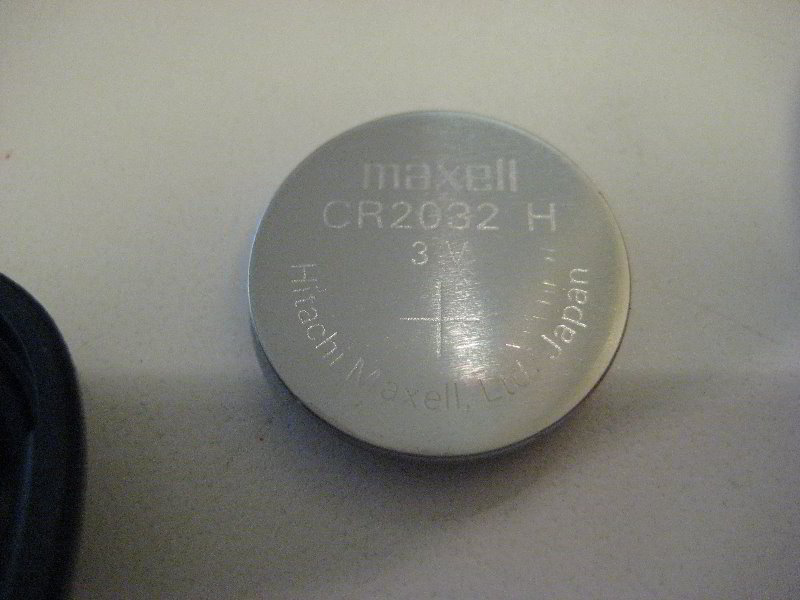 maxell
CR2032 H
3 V
+
Hitachi Maxell, Ltd. Japan